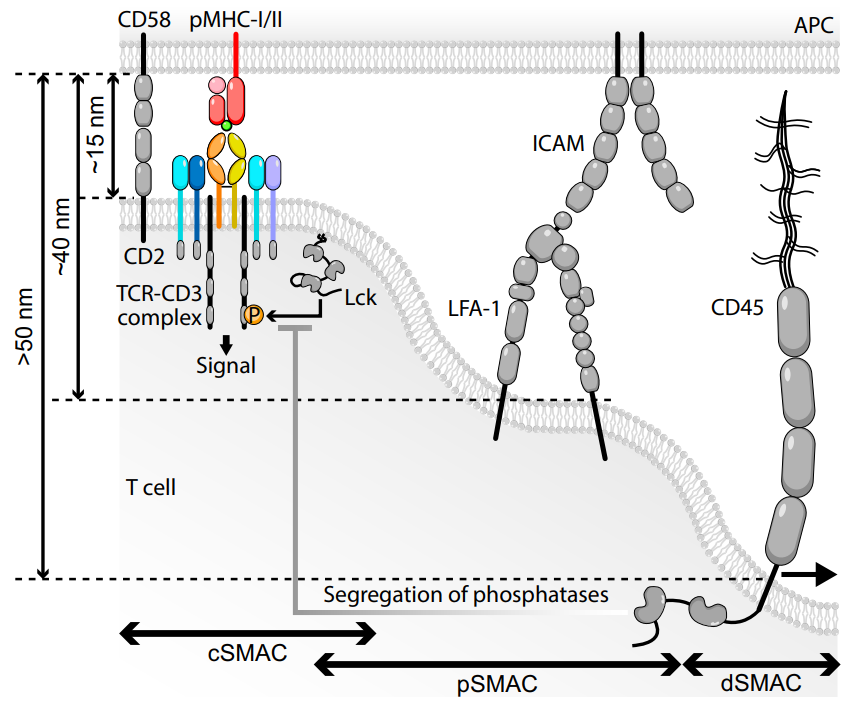 CD58 pMHC-I/II
APC
~15 nm
~40 nm
>50 nm
ICAM
CD2
TCR-CD3
complex
Lck
P
Signal
LFA-1
CD45
T cell
Segregation of phosphatases
cSMAC
pSMAC
dSMAC